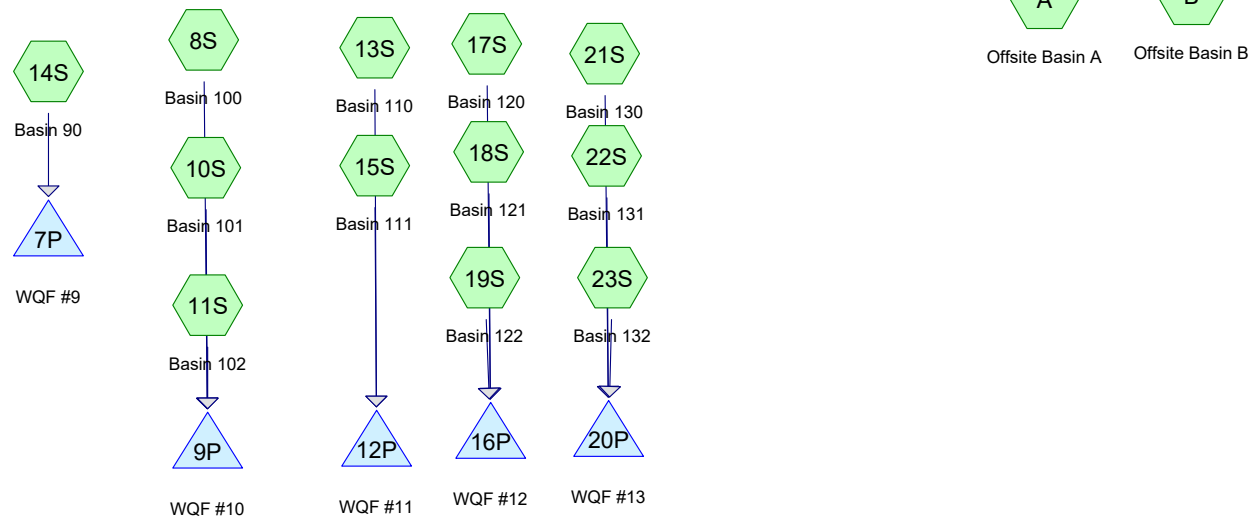 14S
Basin 90
7P
WQF #9
8S
Basin 100
10S
Basin 101
11S
Basin 102
9P
WQF #10
13S
Basin 110
15S
Basin 111
12P
WQF #11
17S
Basin 120
18S
Basin 121
19S
Basin 122
16P
WQF #12
21S
Basin 130
22S
Basin 131
23S
Basin 132
20P
WQF #13
A
Offsite Basin A
B
Offsite Basin B